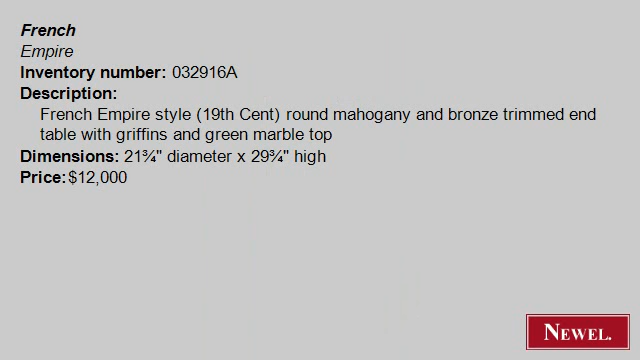 French
Empire
Inventory number: 032916A
Description:
French Empire style (19th Cent) round mahogany and bronze trimmed end
table with griffins and green marble top
Dimensions: 21¾" diameter x 29¾" high
Price:$12,000
NEWEL.